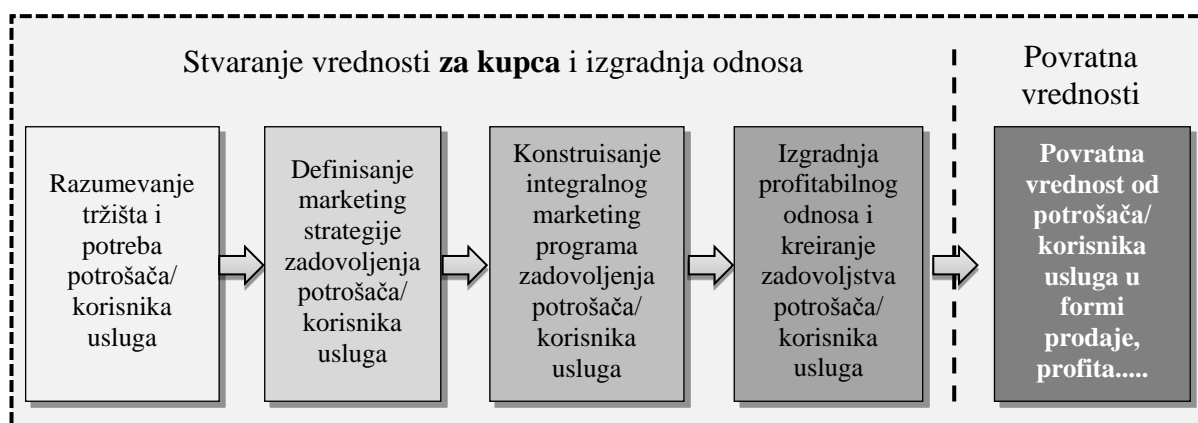 Stvaranje vrednosti za kupca i izgradnja odnosa
Povratna
vrednosti
Razumevanje
tržišta i
potreba
potrošača/
korisnika
usluga
Definisanje
marketing
strategije
zadovoljenja
potrošača/
korisnika
usluga
Konstruisanje
integralnog
marketing
programa
zadovoljenja
potrošača/
korisnika
usluga
Izgradnja
profitabilnog
odnosa i
kreiranje
zadovoljstva
potrošača/
korisnika
usluga
Povratna
vrednost od
potrošača/
korisnika
usluga u
formi
prodaje,
profita.....